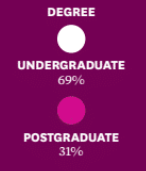 DEGREE
UNDERGRADUATE
69%
POSTGRADUATE
31%